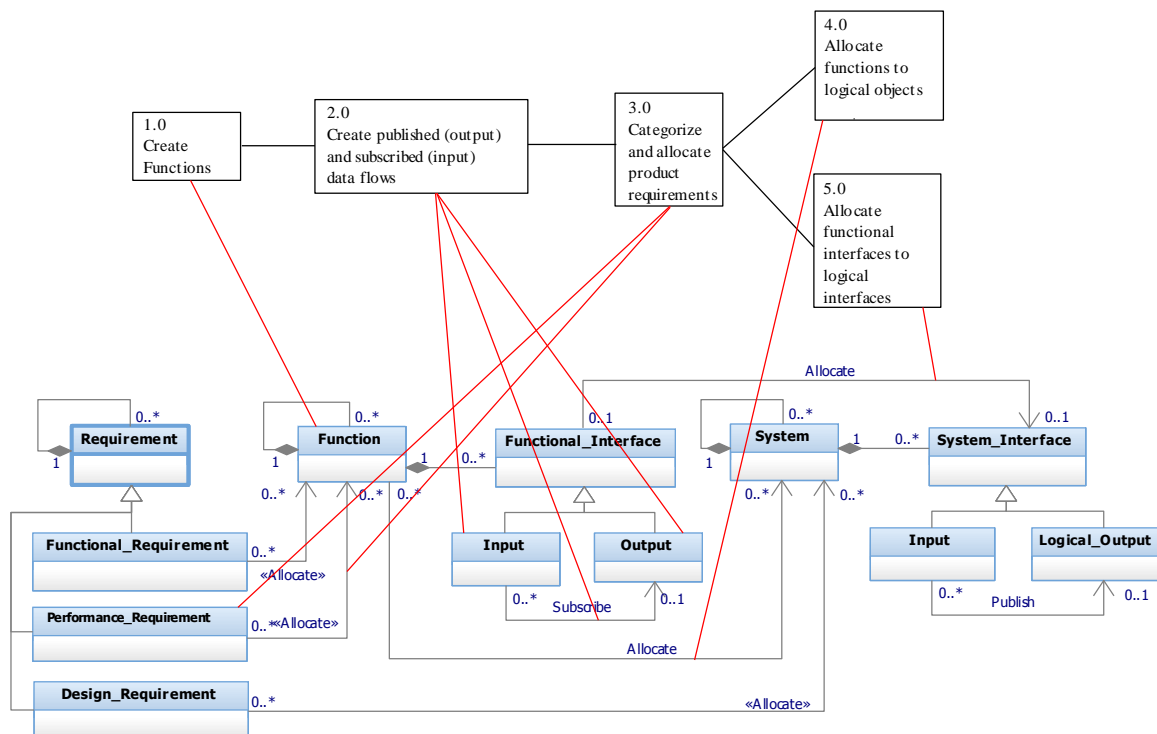 4.0
Allocate
functions to
logical objects
1.0
Create
Functions
2.0
Create published (output)
and subscribed (input)
data flows
3.0
Categorize
and allocate
product
requirements
5.0
Allocate
functional
interfaces to
logical
interfaces
Allocate
0..*
Requirement
1
0..*
Function
1
0..1
Functional_Interface
1
0..*
0..*
System
1
1
0..*
0..1
System_Interface
0..*
0..*
0..*
0..*
0..*
Functional_Requirement
0..*
«Allocate»
Input
Output
0..*
Subscribe
0..1
Input
Logical_Output
0..*
Publish
0..1
Performance_Requirement
0..*
«Allocate»
Allocate
Design_Requirement
0..*
«Allocate»